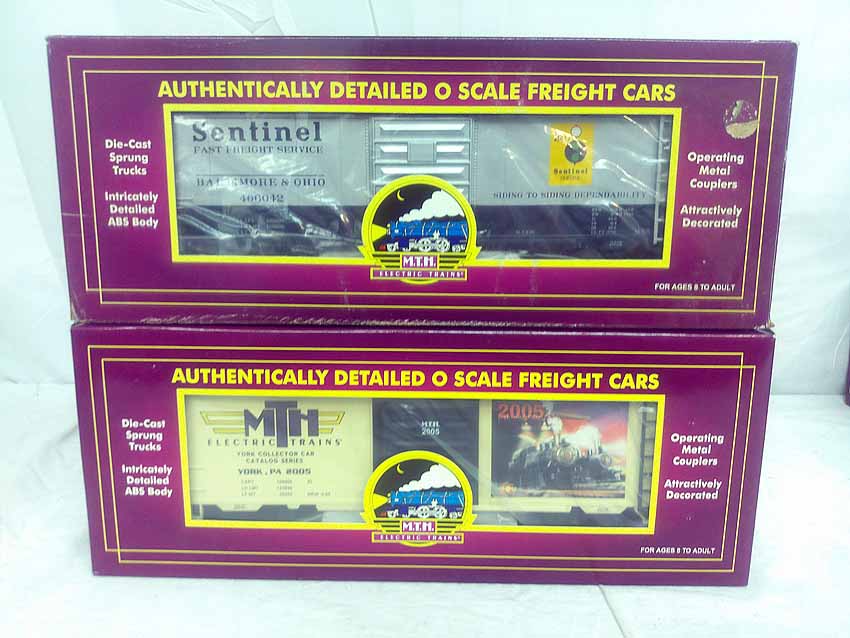 AUTHENTICALLY DETAILED O SCALE FREIGHT CARS
Die-Cast
Sprung
Trucks
Intricately
Detailed
ABS Body
Sentinel
FAST FREIGHT SERVICE
BALTIMORE & OHIO
466042
Sentinel
SIDING TO SIDING DEPENDABILITY
Operating
Metal
Couplers
Attractively
Decorated
M.T.H.
ELECTRIC TRAINS
FOR AGES 8 TO ADULT
AUTHENTICALLY DETAILED O SCALE FREIGHT CARS
Die-Cast
Sprung
Trucks
Intricately
Detailed
ABS Body
MTH
ELECTRIC TRAINS
YORK COLLECTOR CAR
CATALOG SERIES
YORK, PA 2005
MTH
2005
2005
Operating
Metal
Couplers
Attractively
Decorated
M.T.H.
ELECTRIC TRAINS
FOR AGES 8 TO ADULT